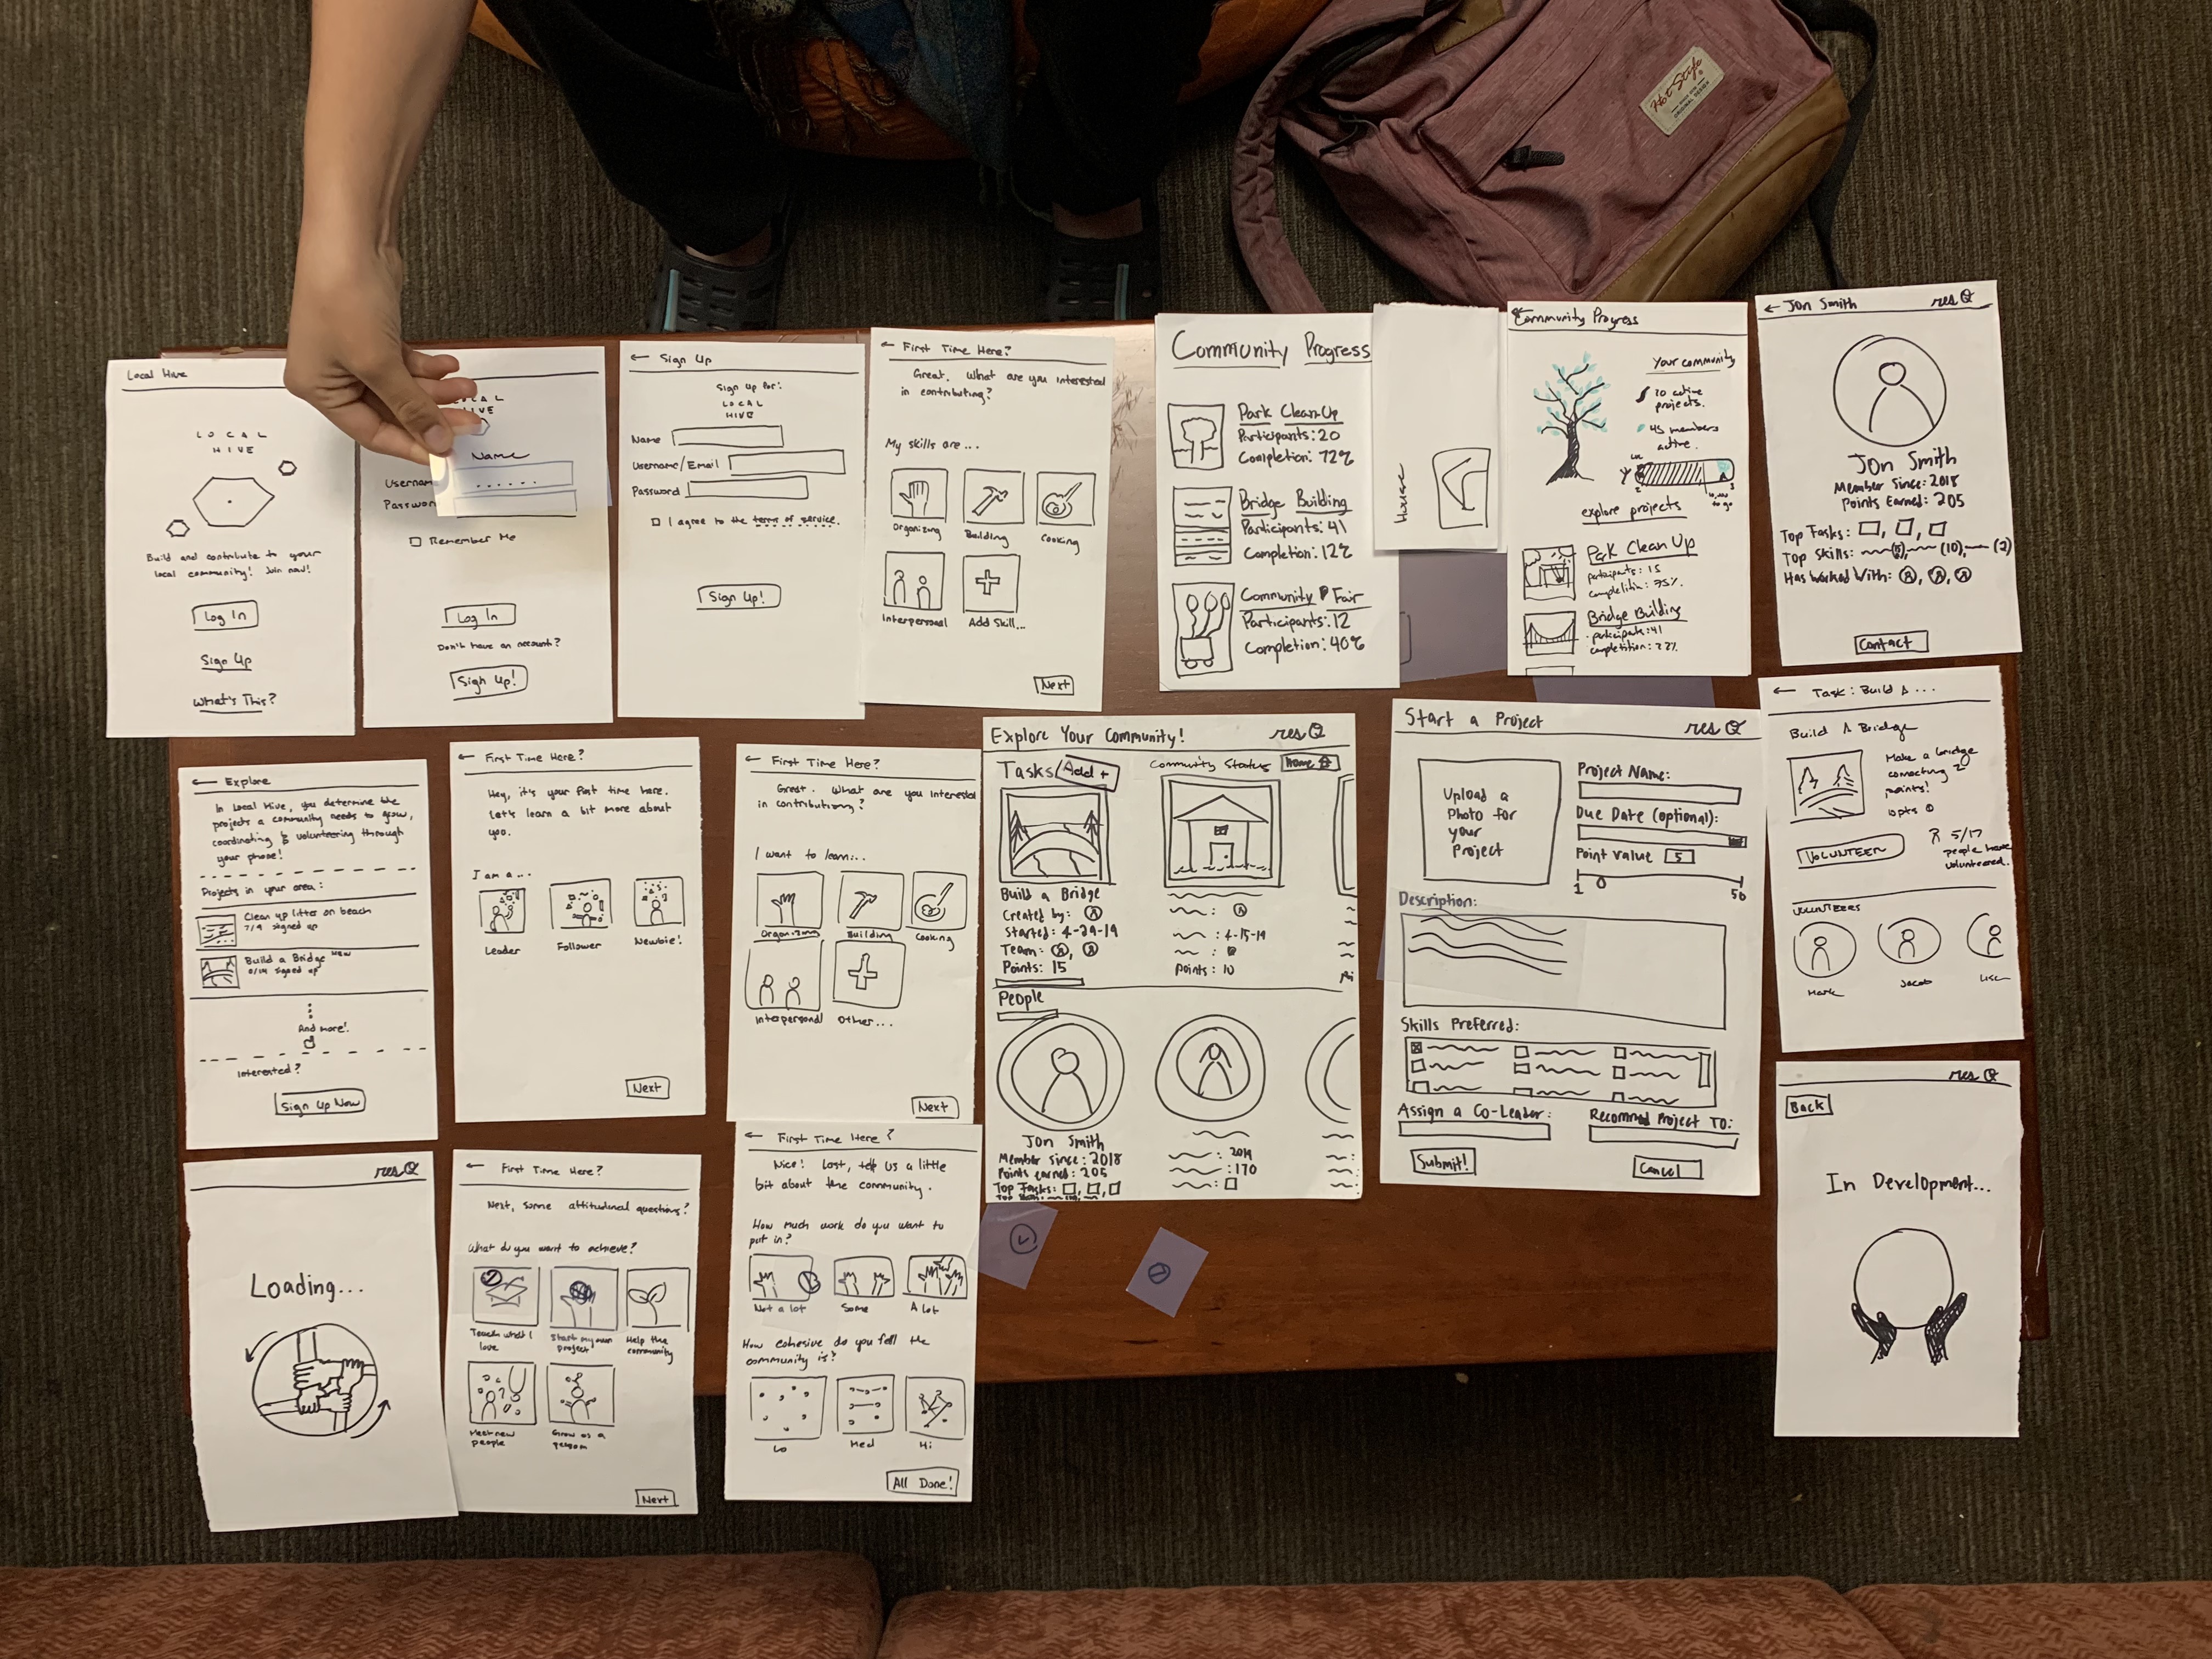 Hot-Style
ORIGINAL DESIGN
Local Hive
LOCAL
HIVE
Build and contribute to your
local community! Join now!
Log In
Sign Up
What's This?
LOCAL
HIVE
Name
Usernam
Passwor
Remember Me
Log In
Don't have an account?
Sign Up!
← Sign Up
Sign Up for:
LOCAL
HIVE
Name
Username/Email
Password
I agree to the terms of service.
Sign Up!
← First Time Here?
Great. What are you interested
in contributing?
My skills are...
Organizing
Building
Cooking
Interpersonal
Add Skill...
Next
Community Progress
Park Clean-Up
Participants: 20
Completion: 72%
Bridge Building
Participants: 41
Completion: 12%
Community Fair
Participants: 12
Completion: 40%
House
Community Progress
Your community
20 active
projects.
45 members
active.
to go
explore projects
Park Clean Up
participants: 15
complelitin: 75%.
Bridge Building
participants: 41
completition: 22%
← Jon Smith
resQ
Jon Smith
Member Since: 2018
Points Earned: 205
Top Tasks:
Top Skills: (8), (10), (2)
Has Worked With:
Contact
← Explore
In Local Hive, you determine the
projects a community needs to grow,
coordinating & volunteering through
your phone!
Projects in your area:
Clean up litter on beach
7/9 signed up
Build a Bridge NEW
0/14 signed up
And more!
Interested?
Sign Up Now
← First Time Here?
Hey, it's your first time here.
Let's learn a bit more about
you.
I am a...
Leader
Follower
Newbie!
Next
← First Time Here?
Great. What are you interested
in contributing?
I want to learn...
Organizing
Building
Cooking
Interpersonal
Other...
Next
Explore Your Community!
resQ
Tasks
Add +
Community Status
Home
Build a Bridge
Created by:
Started: 4-29-19
Team:
Points: 15
: 4-15-19
Points: 10
People
Jon Smith
Member Since: 2018
Points earned: 205
Top Tasks:
: 2014
: 170
Start a Project
resQ
Upload a
Photo for
your
Project
Project Name:
Due Date (optional):
Point Value 5
1
50
Description:
Skills Preferred:
Assign a Co-Leader:
Recommend Project To:
Submit!
Cancel
← Task: Build A ...
Build A Bridge
Make a bridge
connecting 2
points!
10pts
VOLUNTEER
5/17
people have
volunteered.
VOLUNTEERS
Mark
Jacob
Lisa
resQ
Loading...
← First Time Here?
Next, some attitudinal questions?
What do you want to achieve?
Teach what I
love
Start my own
project
Help the
community
Meet new
people
Grow as a
person
Next
← First Time Here?
Nice! Last, tell us a little
bit about the community.
How much work do you want to
put in?
Not a lot
Some
A lot
How cohesive do you fell the
community is?
Lo
Med
Hi
All Done!
resQ
Back
In Development...